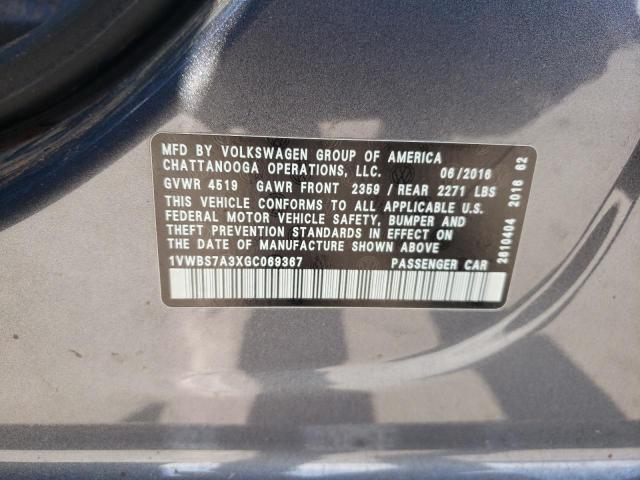 MFD BY VOLKSWAGEN GROUP OF AMERICA
CHATTANOOGA OPERATIONS, LLC. 06/2016
GVWR 4519 GAWR FRONT 2359 / REAR 2271 LBS
THIS VEHICLE CONFORMS TO ALL APPLICABLE U.S.
FEDERAL MOTOR VEHICLE SAFETY, BUMPER AND
THEFT PREVENTION STANDARDS IN EFFECT ON
THE DATE OF MANUFACTURE SHOWN ABOVE
1VWBS7A3XGC069367 PASSENGER CAR
2610404 2016 62